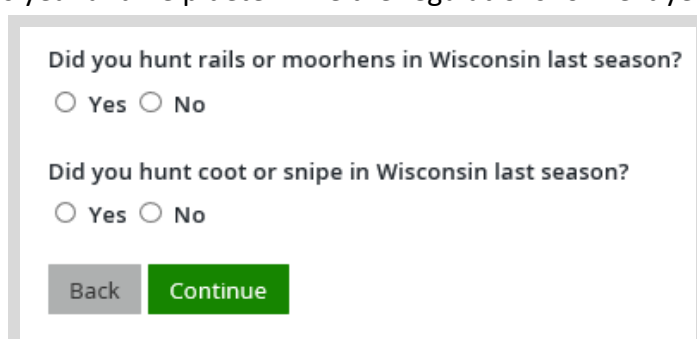 Did you hunt rails or moorhens in Wisconsin last season?
Yes No
Did you hunt coot or snipe in Wisconsin last season?
Yes No
Back Continue